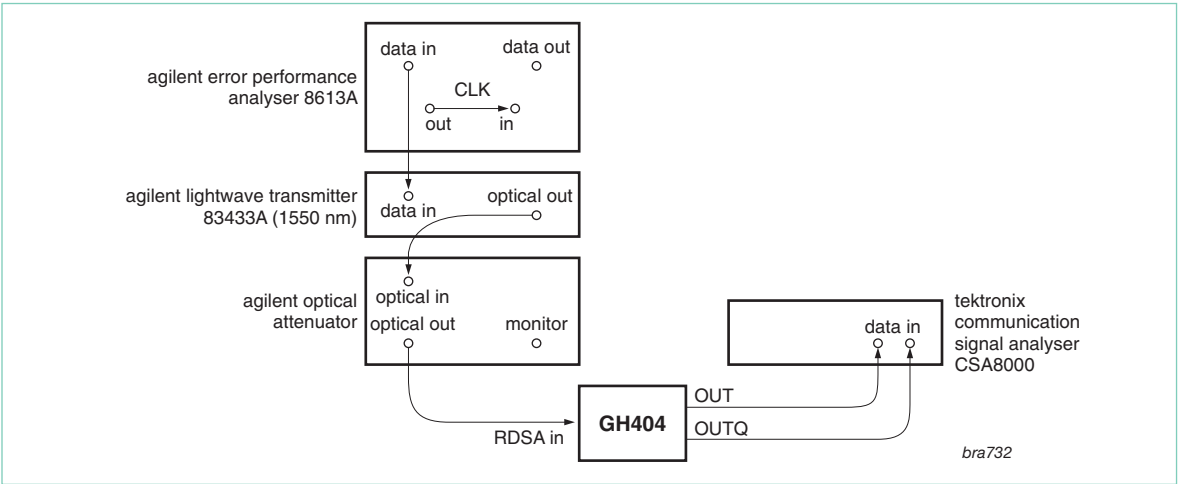 data in
data out
agilent error performance
analyser 8613A
CLK
out
in
agilent lightwave transmitter
83433A (1550 nm)
data in
optical out
agilent optical
attenuator
optical in
optical out
monitor
data in
tektronix
communication
signal analyser
CSA8000
RDSA in
GH404
OUT
OUTQ
bra732